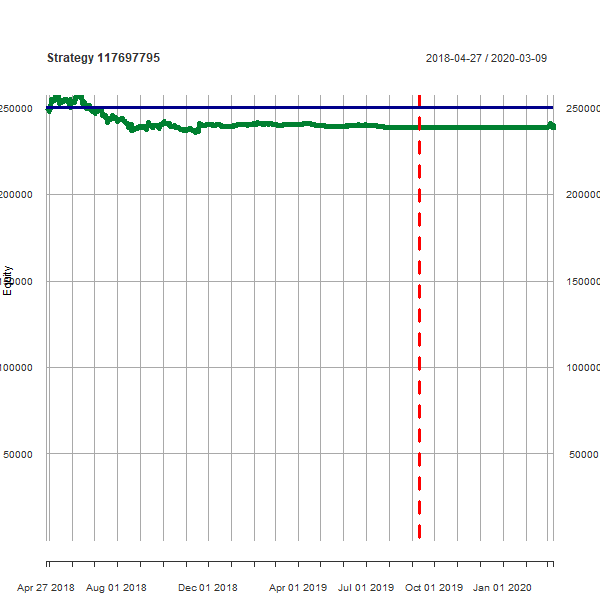 Strategy 117697795
2018-04-27 / 2020-03-09
250000
250000
200000
200000
Equity
150000
150000
100000
100000
50000
50000
Apr 27 2018
Aug 01 2018
Dec 01 2018
Apr 01 2019
Jul 01 2019
Oct 01 2019
Jan 01 2020